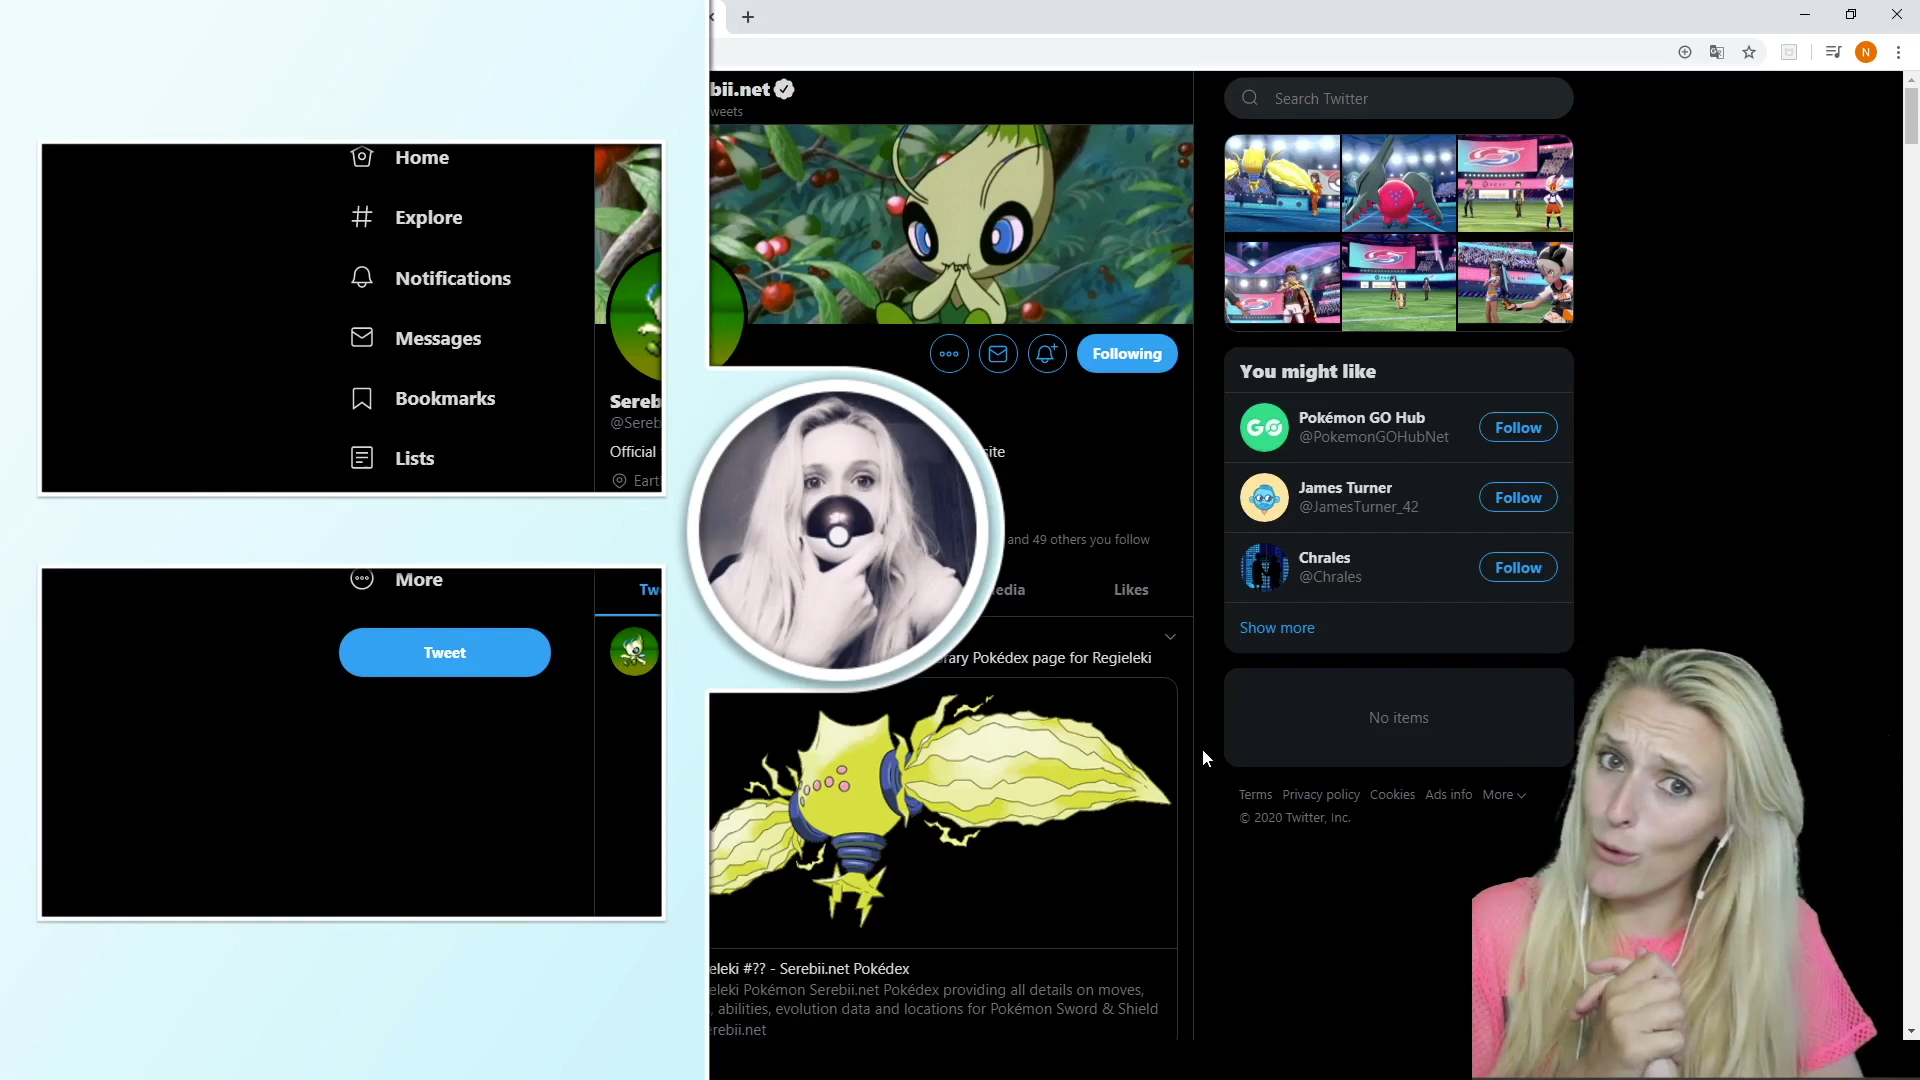 bii.net
weets
Search Twitter
N
Home
Explore
Notifications
Messages
Bookmarks
Lists
Sereb
@Sereb
Official
Eart
Following
site
and 49 others you follow
edia
Likes
rary Pokédex page for Regieleki
eleki #?? - Serebii.net Pokédex
eleki Pokémon Serebii.net Pokédex providing all details on moves,
, abilities, evolution data and locations for Pokémon Sword & Shield
erebii.net
More
Tw
Tweet
You might like
GO
Pokémon GO Hub
@PokemonGOHubNet
Follow
James Turner
@JamesTurner_42
Follow
Chrales
@Chrales
Follow
Show more
No items
Terms Privacy policy Cookies Ads info More
© 2020 Twitter, Inc.